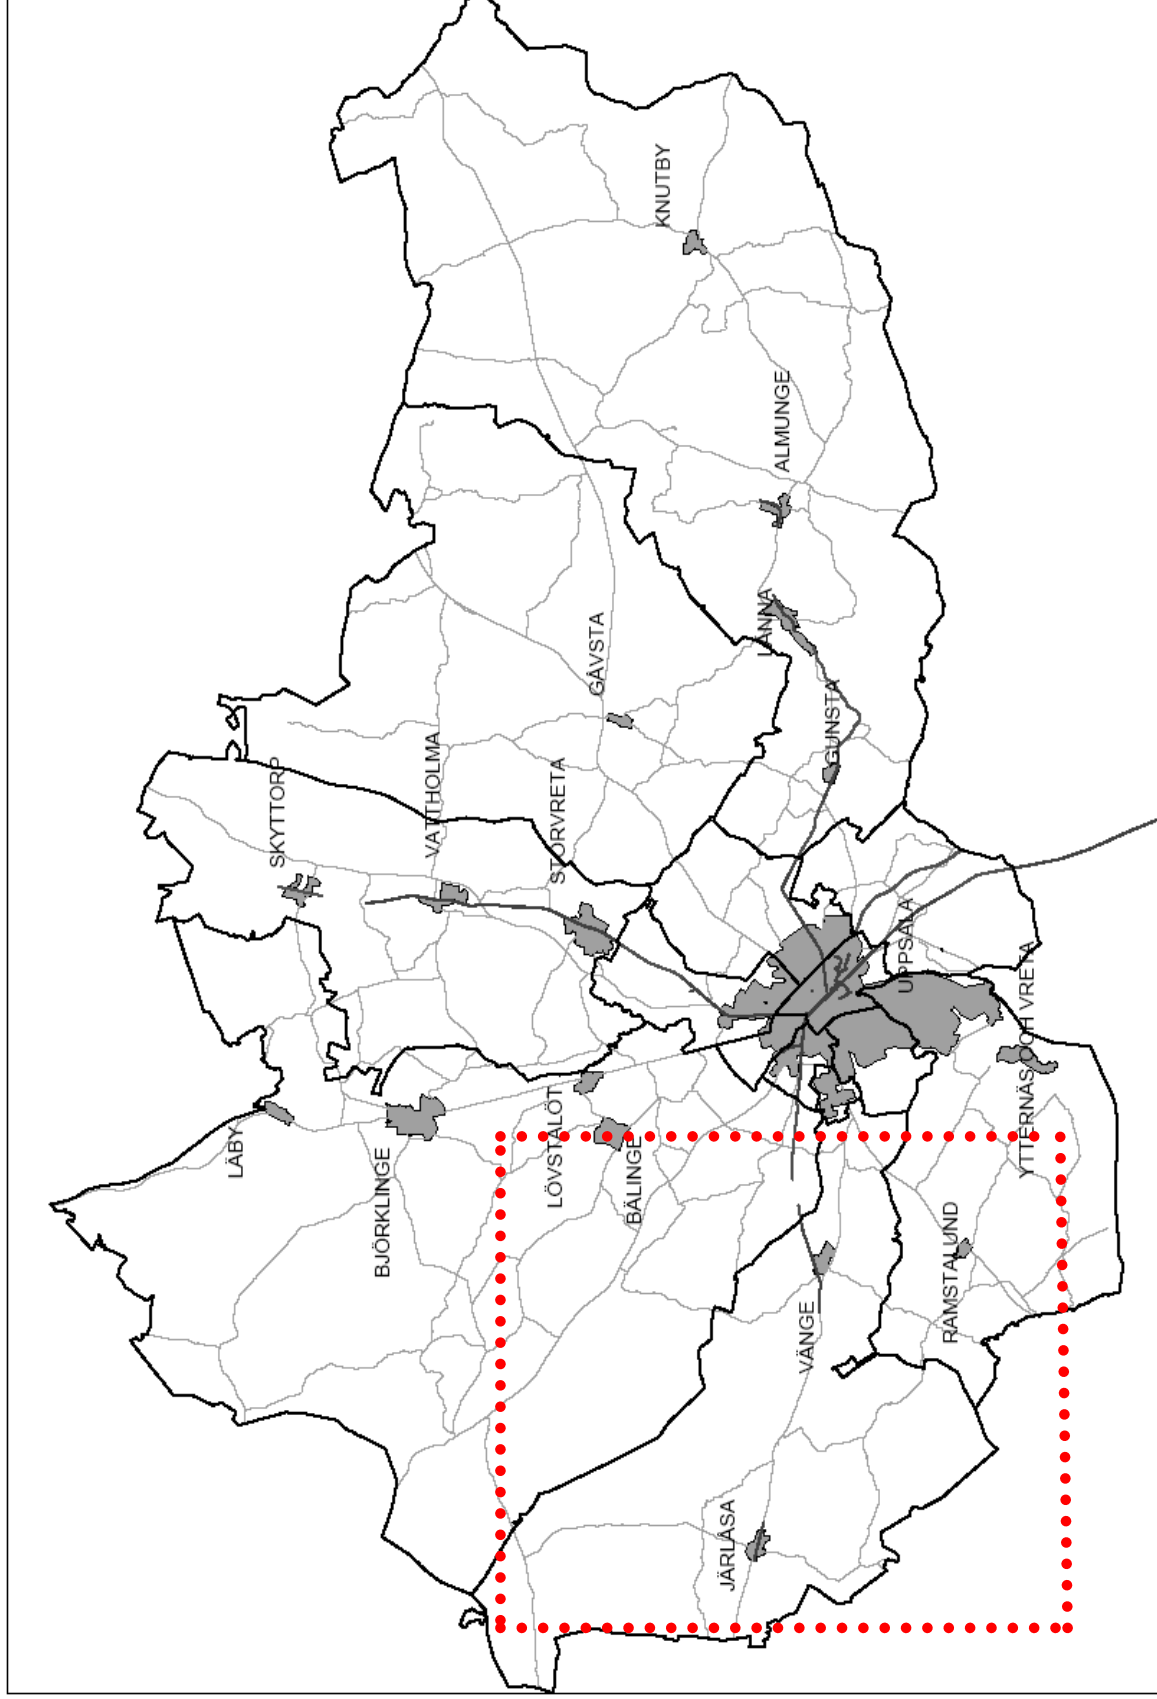 LÄBY
SKYTTORP
BJÖRKLINGE
VATTHOLMA
LÖVSTALÖT
STORVRETA
GÅVSTA
BÄLINGE
KNUTBY
JÄRLÅSA
LÄNNA
ALMUNGE
VÄNGE
GUNSTA
UPPSALA
RAMSTALUND
YTTERNÄS OCH VRETA